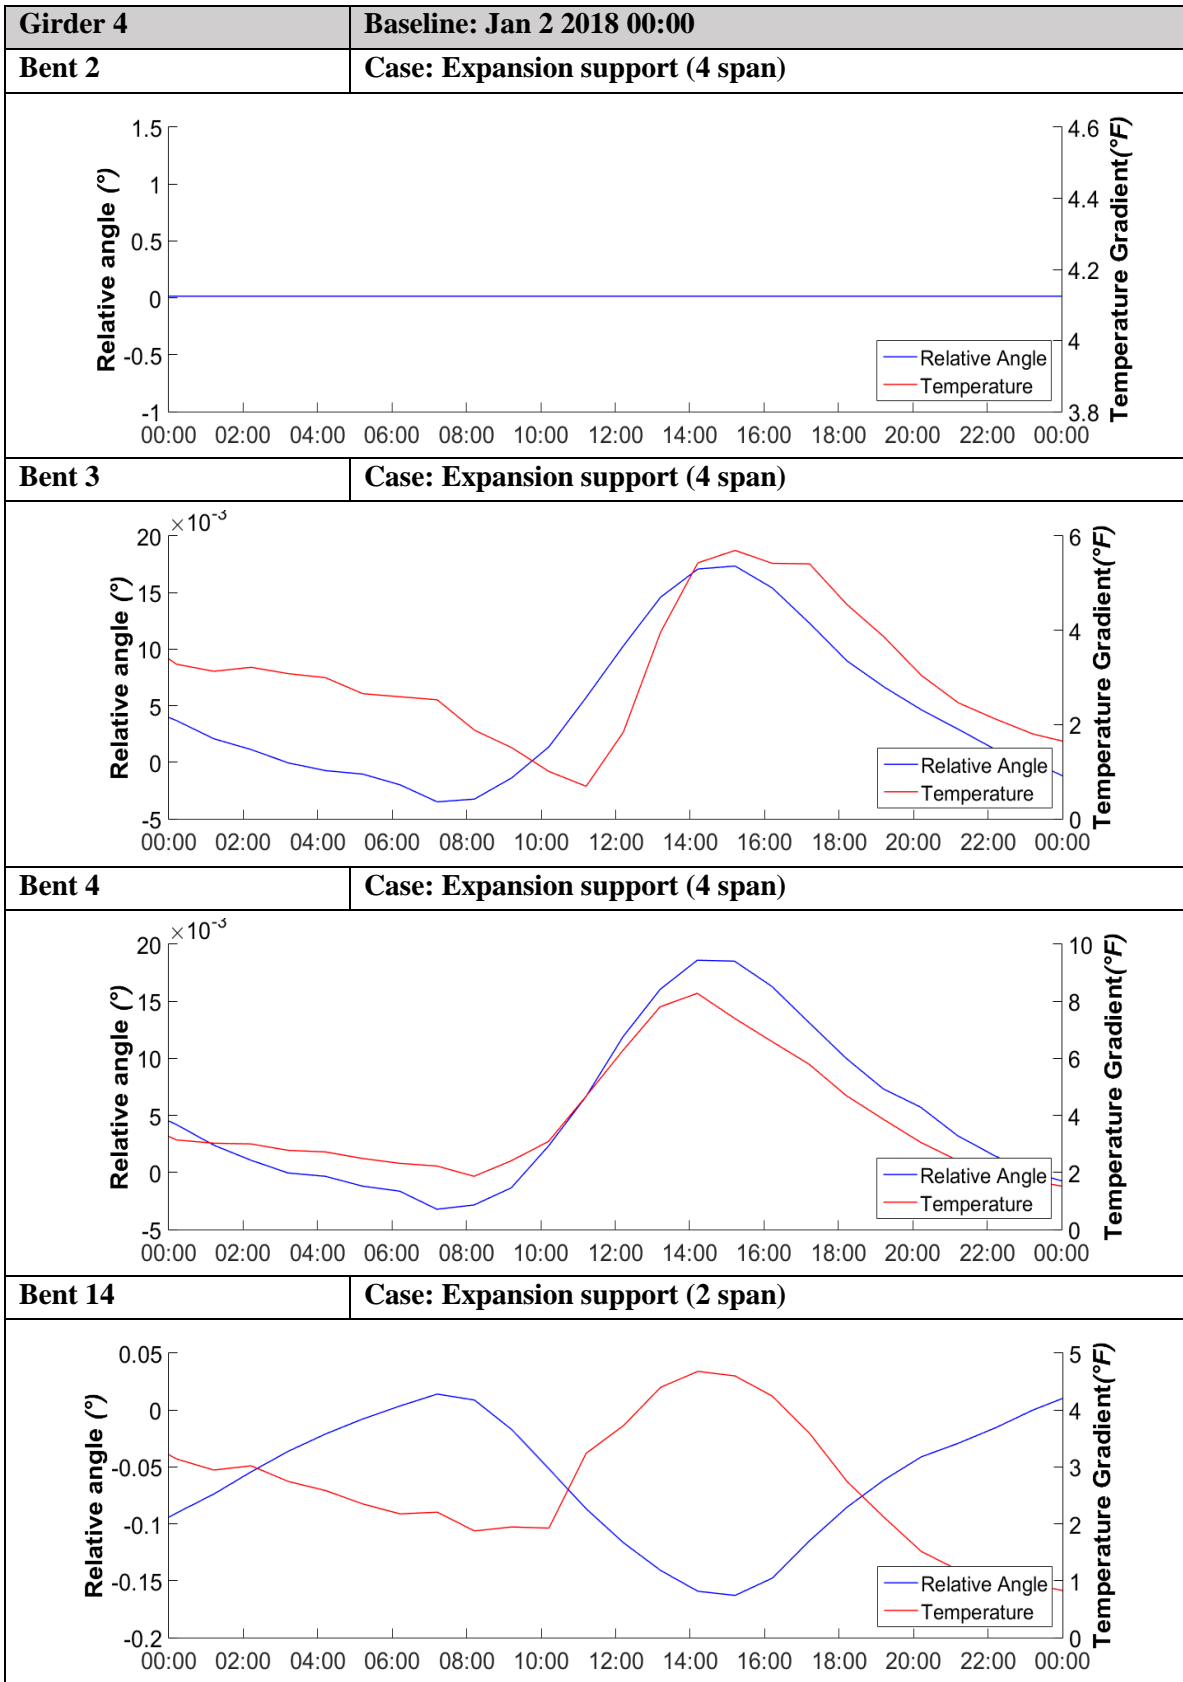 Girder 4 Baseline: Jan 2 2018 00:00
Bent 2 Case: Expansion support (4 span)
1.5
1
0.5
0
-0.5
-1
Relative angle (°)
4.6
4.4
4.2
4
3.8
Temperature Gradient(°F)
Relative Angle
Temperature
00:00 02:00 04:00 06:00 08:00 10:00 12:00 14:00 16:00 18:00 20:00 22:00 00:00
Bent 3 Case: Expansion support (4 span)
×10-3
20
15
10
5
0
-5
Relative angle (°)
6
4
2
0
Temperature Gradient(°F)
Relative Angle
Temperature
00:00 02:00 04:00 06:00 08:00 10:00 12:00 14:00 16:00 18:00 20:00 22:00 00:00
Bent 4 Case: Expansion support (4 span)
×10-3
20
15
10
5
0
-5
Relative angle (°)
10
8
6
4
2
0
Temperature Gradient(°F)
Relative Angle
Temperature
00:00 02:00 04:00 06:00 08:00 10:00 12:00 14:00 16:00 18:00 20:00 22:00 00:00
Bent 14 Case: Expansion support (2 span)
0.05
0
-0.05
-0.1
-0.15
-0.2
Relative angle (°)
5
4
3
2
1
0
Temperature Gradient(°F)
Relative Angle
Temperature
00:00 02:00 04:00 06:00 08:00 10:00 12:00 14:00 16:00 18:00 20:00 22:00 00:00